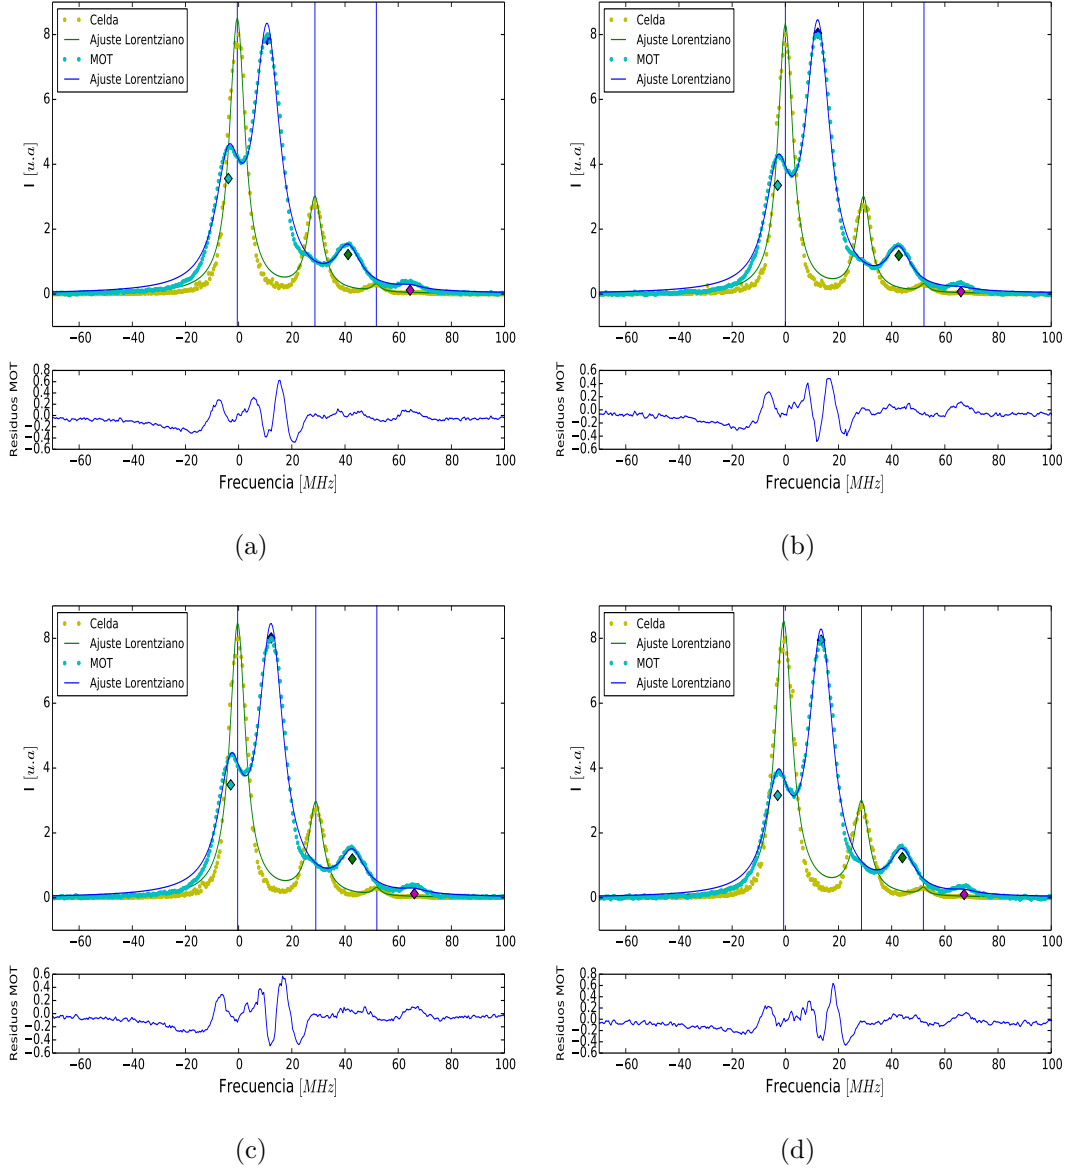 Celda
Ajuste Lorentziano
MOT
Ajuste Lorentziano
I [u.a]
8
6
4
2
0
−60 −40 −20 0 20 40 60 80 100
Residuos MOT
0.8
0.6
0.4
0.2
0.0
−0.2
−0.4
−0.6
−60 −40 −20 0 20 40 60 80 100
Frecuencia [MHz]
(a)
Celda
Ajuste Lorentziano
MOT
Ajuste Lorentziano
I [u.a]
8
6
4
2
0
−60 −40 −20 0 20 40 60 80 100
Residuos MOT
0.6
0.4
0.2
0.0
−0.2
−0.4
−0.6
−60 −40 −20 0 20 40 60 80 100
Frecuencia [MHz]
(b)
Celda
Ajuste Lorentziano
MOT
Ajuste Lorentziano
I [u.a]
8
6
4
2
0
−60 −40 −20 0 20 40 60 80 100
Residuos MOT
0.6
0.4
0.2
0.0
−0.2
−0.4
−0.6
−60 −40 −20 0 20 40 60 80 100
Frecuencia [MHz]
(c)
Celda
Ajuste Lorentziano
MOT
Ajuste Lorentziano
I [u.a]
8
6
4
2
0
−60 −40 −20 0 20 40 60 80 100
Residuos MOT
0.8
0.6
0.4
0.2
0.0
−0.2
−0.4
−0.6
−60 −40 −20 0 20 40 60 80 100
Frecuencia [MHz]
(d)